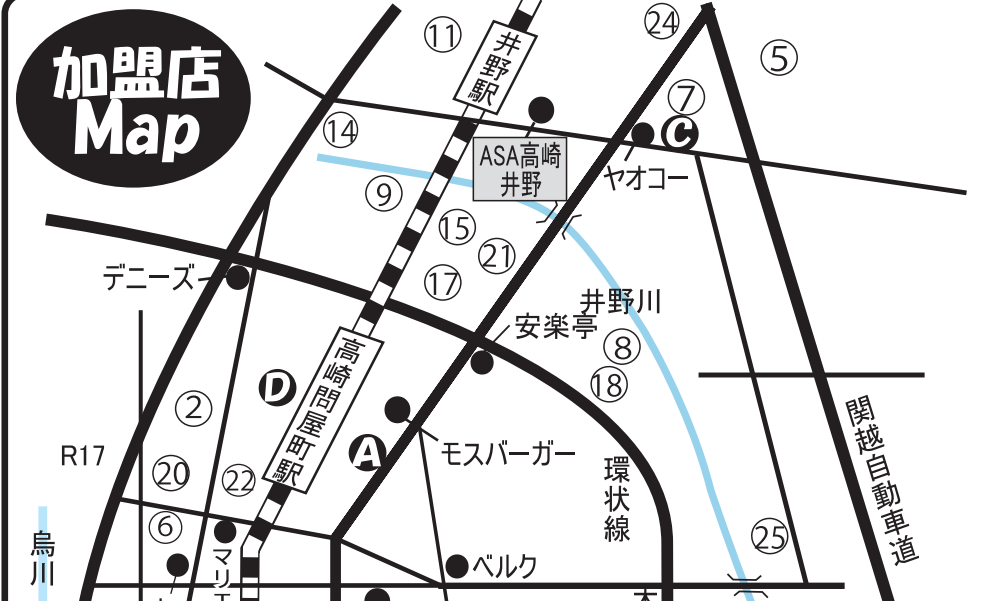 加盟店
Map
⑪
井野駅
㉔
⑤
⑦
C
⑭
ASA高崎
井野
ヤオコー
⑨
⑮
㉑
⑰
デニーズ
井野川
安楽亭
⑧
⑱
高崎問屋町駅
D
②
A
モスバーガー
関越自動車道
R17
⑳
㉒
環状線
⑥
㉕
烏川
マリエ
ベルク